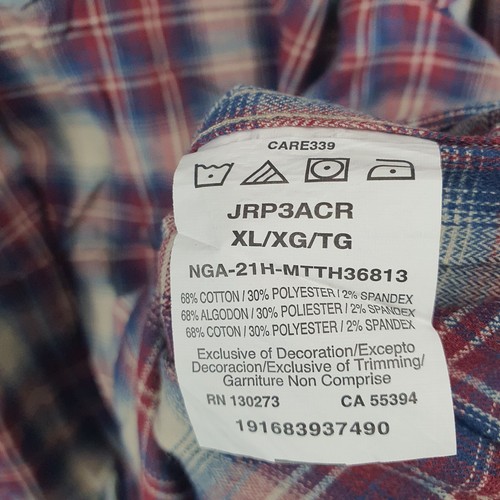 CARE339
JRP3ACR
XL/XG/TG
NGA-21H-MTTH36813
68% COTTON / 30% POLYESTER / 2% SPANDEX
68% ALGODON / 30% POLIESTER / 2% SPANDEX
68% COTON / 30% POLYESTER / 2% SPANDEX
Exclusive of Decoration/Excepto
Decoracion/Exclusive of Trimming/
Garniture Non Comprise
RN 130273 CA 55394
191683937490